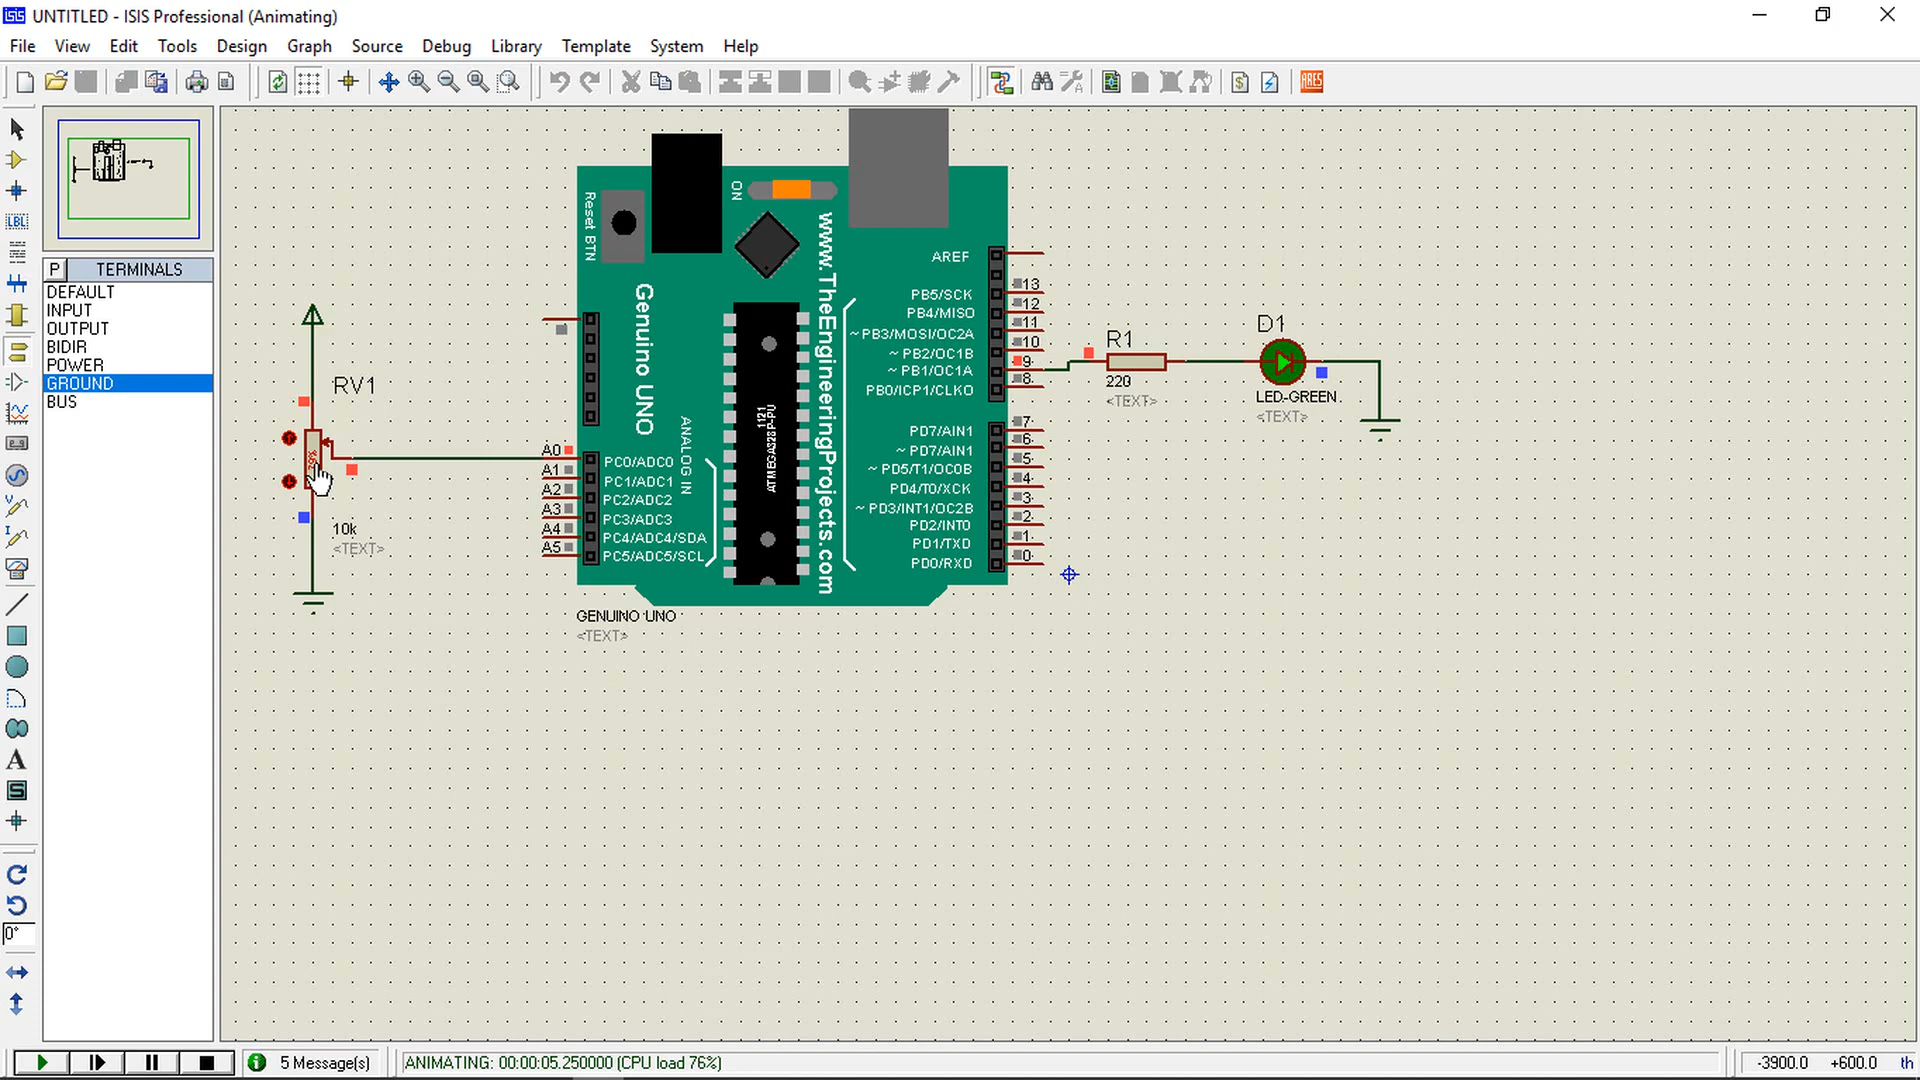 UNTITLED - ISIS Professional (Animating)
File View Edit Tools Design Graph Source Debug Library Template System Help
ARES
LBL
P TERMINALS
DEFAULT
INPUT
OUTPUT
BIDIR
POWER
GROUND
BUS
A
S
0°
RV1
10k
<TEXT>
Reset BTN
ON
Genuino UNO
www.TheEngineeringProjects.com
ANALOG IN
1121
ATMEGA328P-PU
A0 PC0/ADC0
A1 PC1/ADC1
A2 PC2/ADC2
A3 PC3/ADC3
A4 PC4/ADC4/SDA
A5 PC5/ADC5/SCL
AREF
PB5/SCK 13
PB4/MISO 12
~ PB3/MOSI/OC2A 11
~ PB2/OC1B 10
~ PB1/OC1A 9
PB0/ICP1/CLKO 8
PD7/AIN1 7
~ PD7/AIN1 6
~ PD5/T1/OC0B 5
PD4/T0/XCK 4
~ PD3/INT1/OC2B 3
PD2/INT0 2
PD1/TXD 1
PD0/RXD 0
GENUINO UNO
<TEXT>
R1
220
<TEXT>
D1
LED-GREEN
<TEXT>
5 Message(s)
ANIMATING: 00:00:05.250000 (CPU load 76%)
-3900.0 +600.0 th